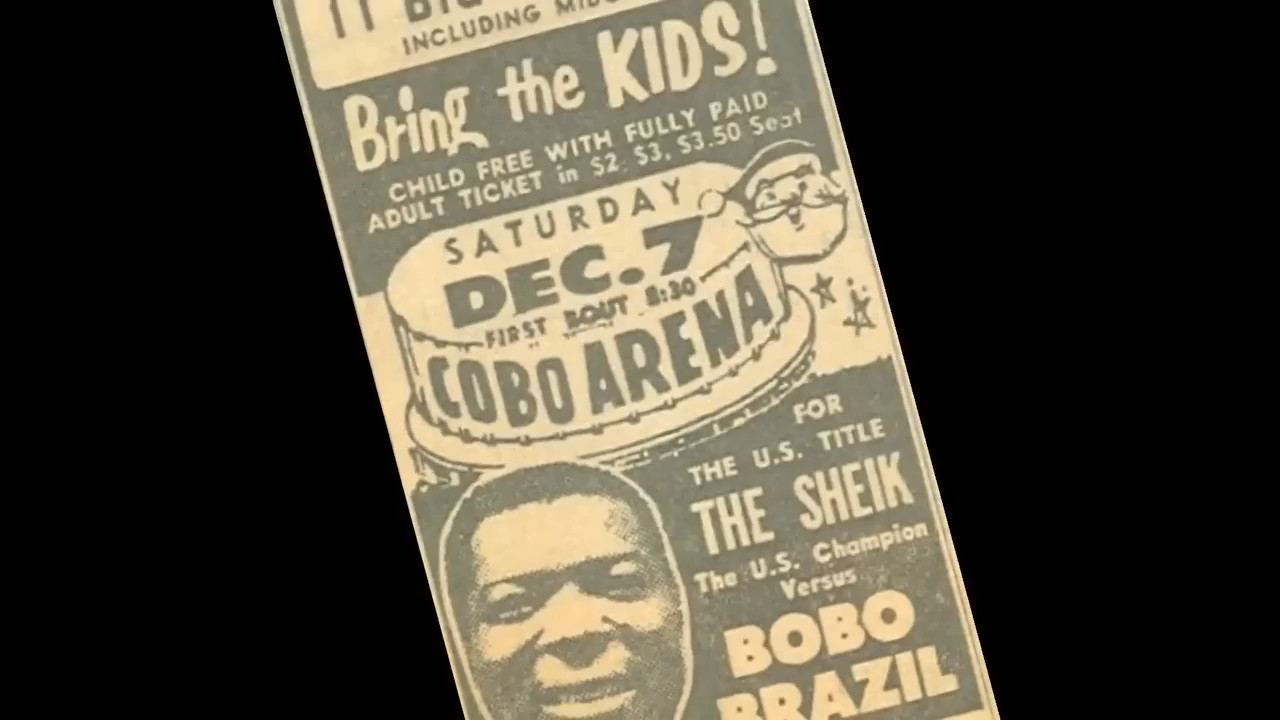 INCLUDING
Bring the KIDS!
CHILD FREE WITH FULLY PAID
ADULT TICKET in $2, $3, $3.50 Seat
SATURDAY
DEC. 7
FIRST BOUT 8:30
COBO ARENA
FOR
THE U.S. TITLE
THE SHEIK
The U.S. Champion
Versus
BOBO
BRAZIL